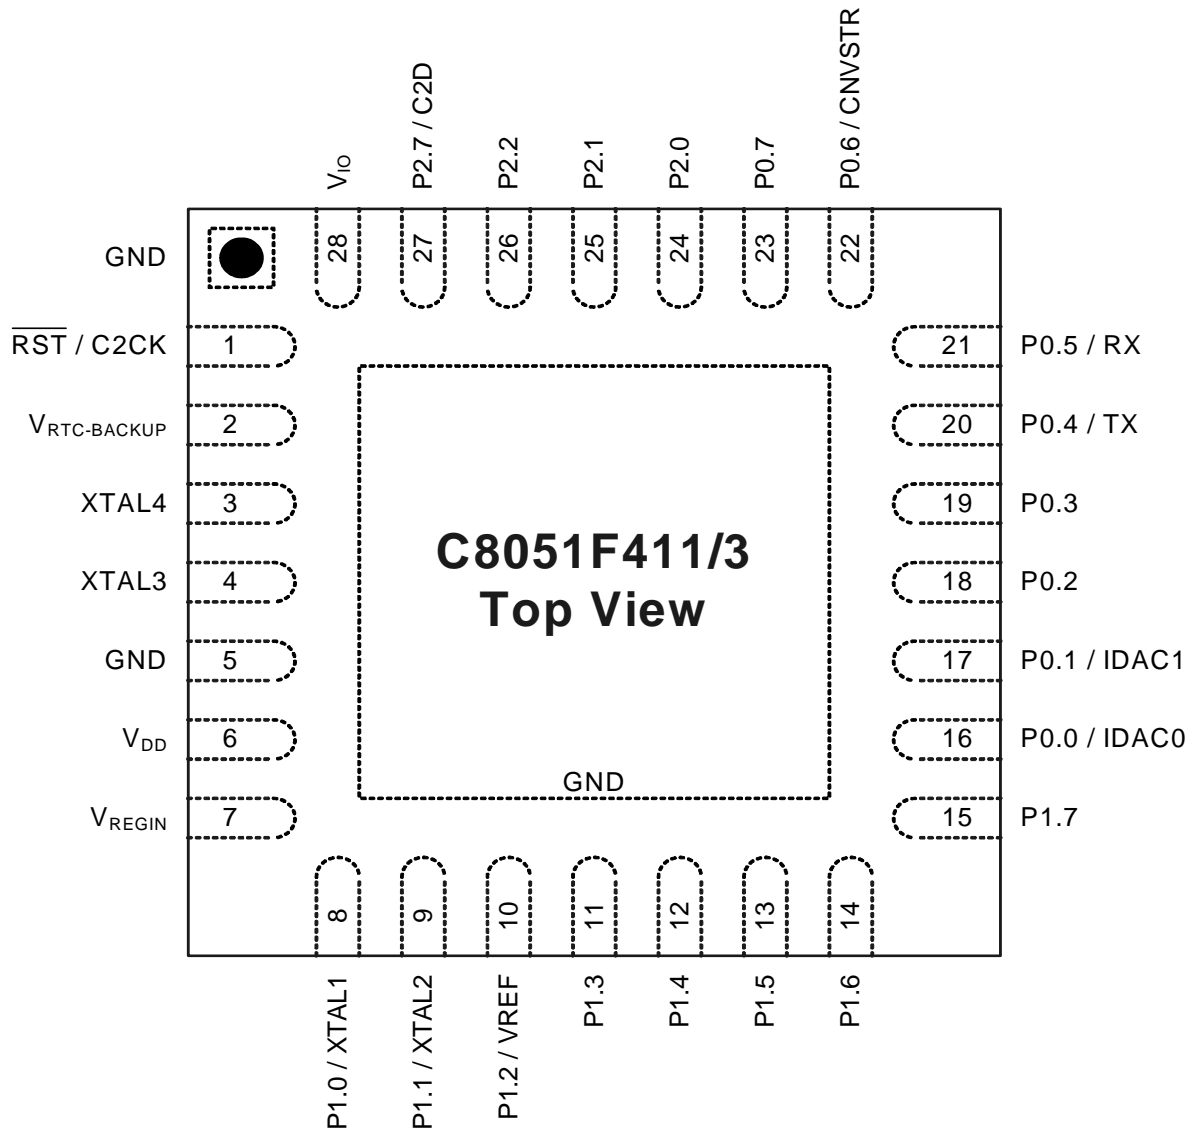 V_IO
P2.7 / C2D
P2.2
P2.1
P2.0
P0.7
P0.6 / CNVSTR
28
27
26
25
24
23
22
GND
R̅S̅T̅ / C2CK
1
V_RTC-BACKUP
2
XTAL4
3
XTAL3
4
GND
5
V_DD
6
V_REGIN
7
21
P0.5 / RX
20
P0.4 / TX
19
P0.3
18
P0.2
17
P0.1 / IDAC1
16
P0.0 / IDAC0
15
P1.7
C8051F411/3
Top View
GND
8
9
10
11
12
13
14
P1.0 / XTAL1
P1.1 / XTAL2
P1.2 / VREF
P1.3
P1.4
P1.5
P1.6